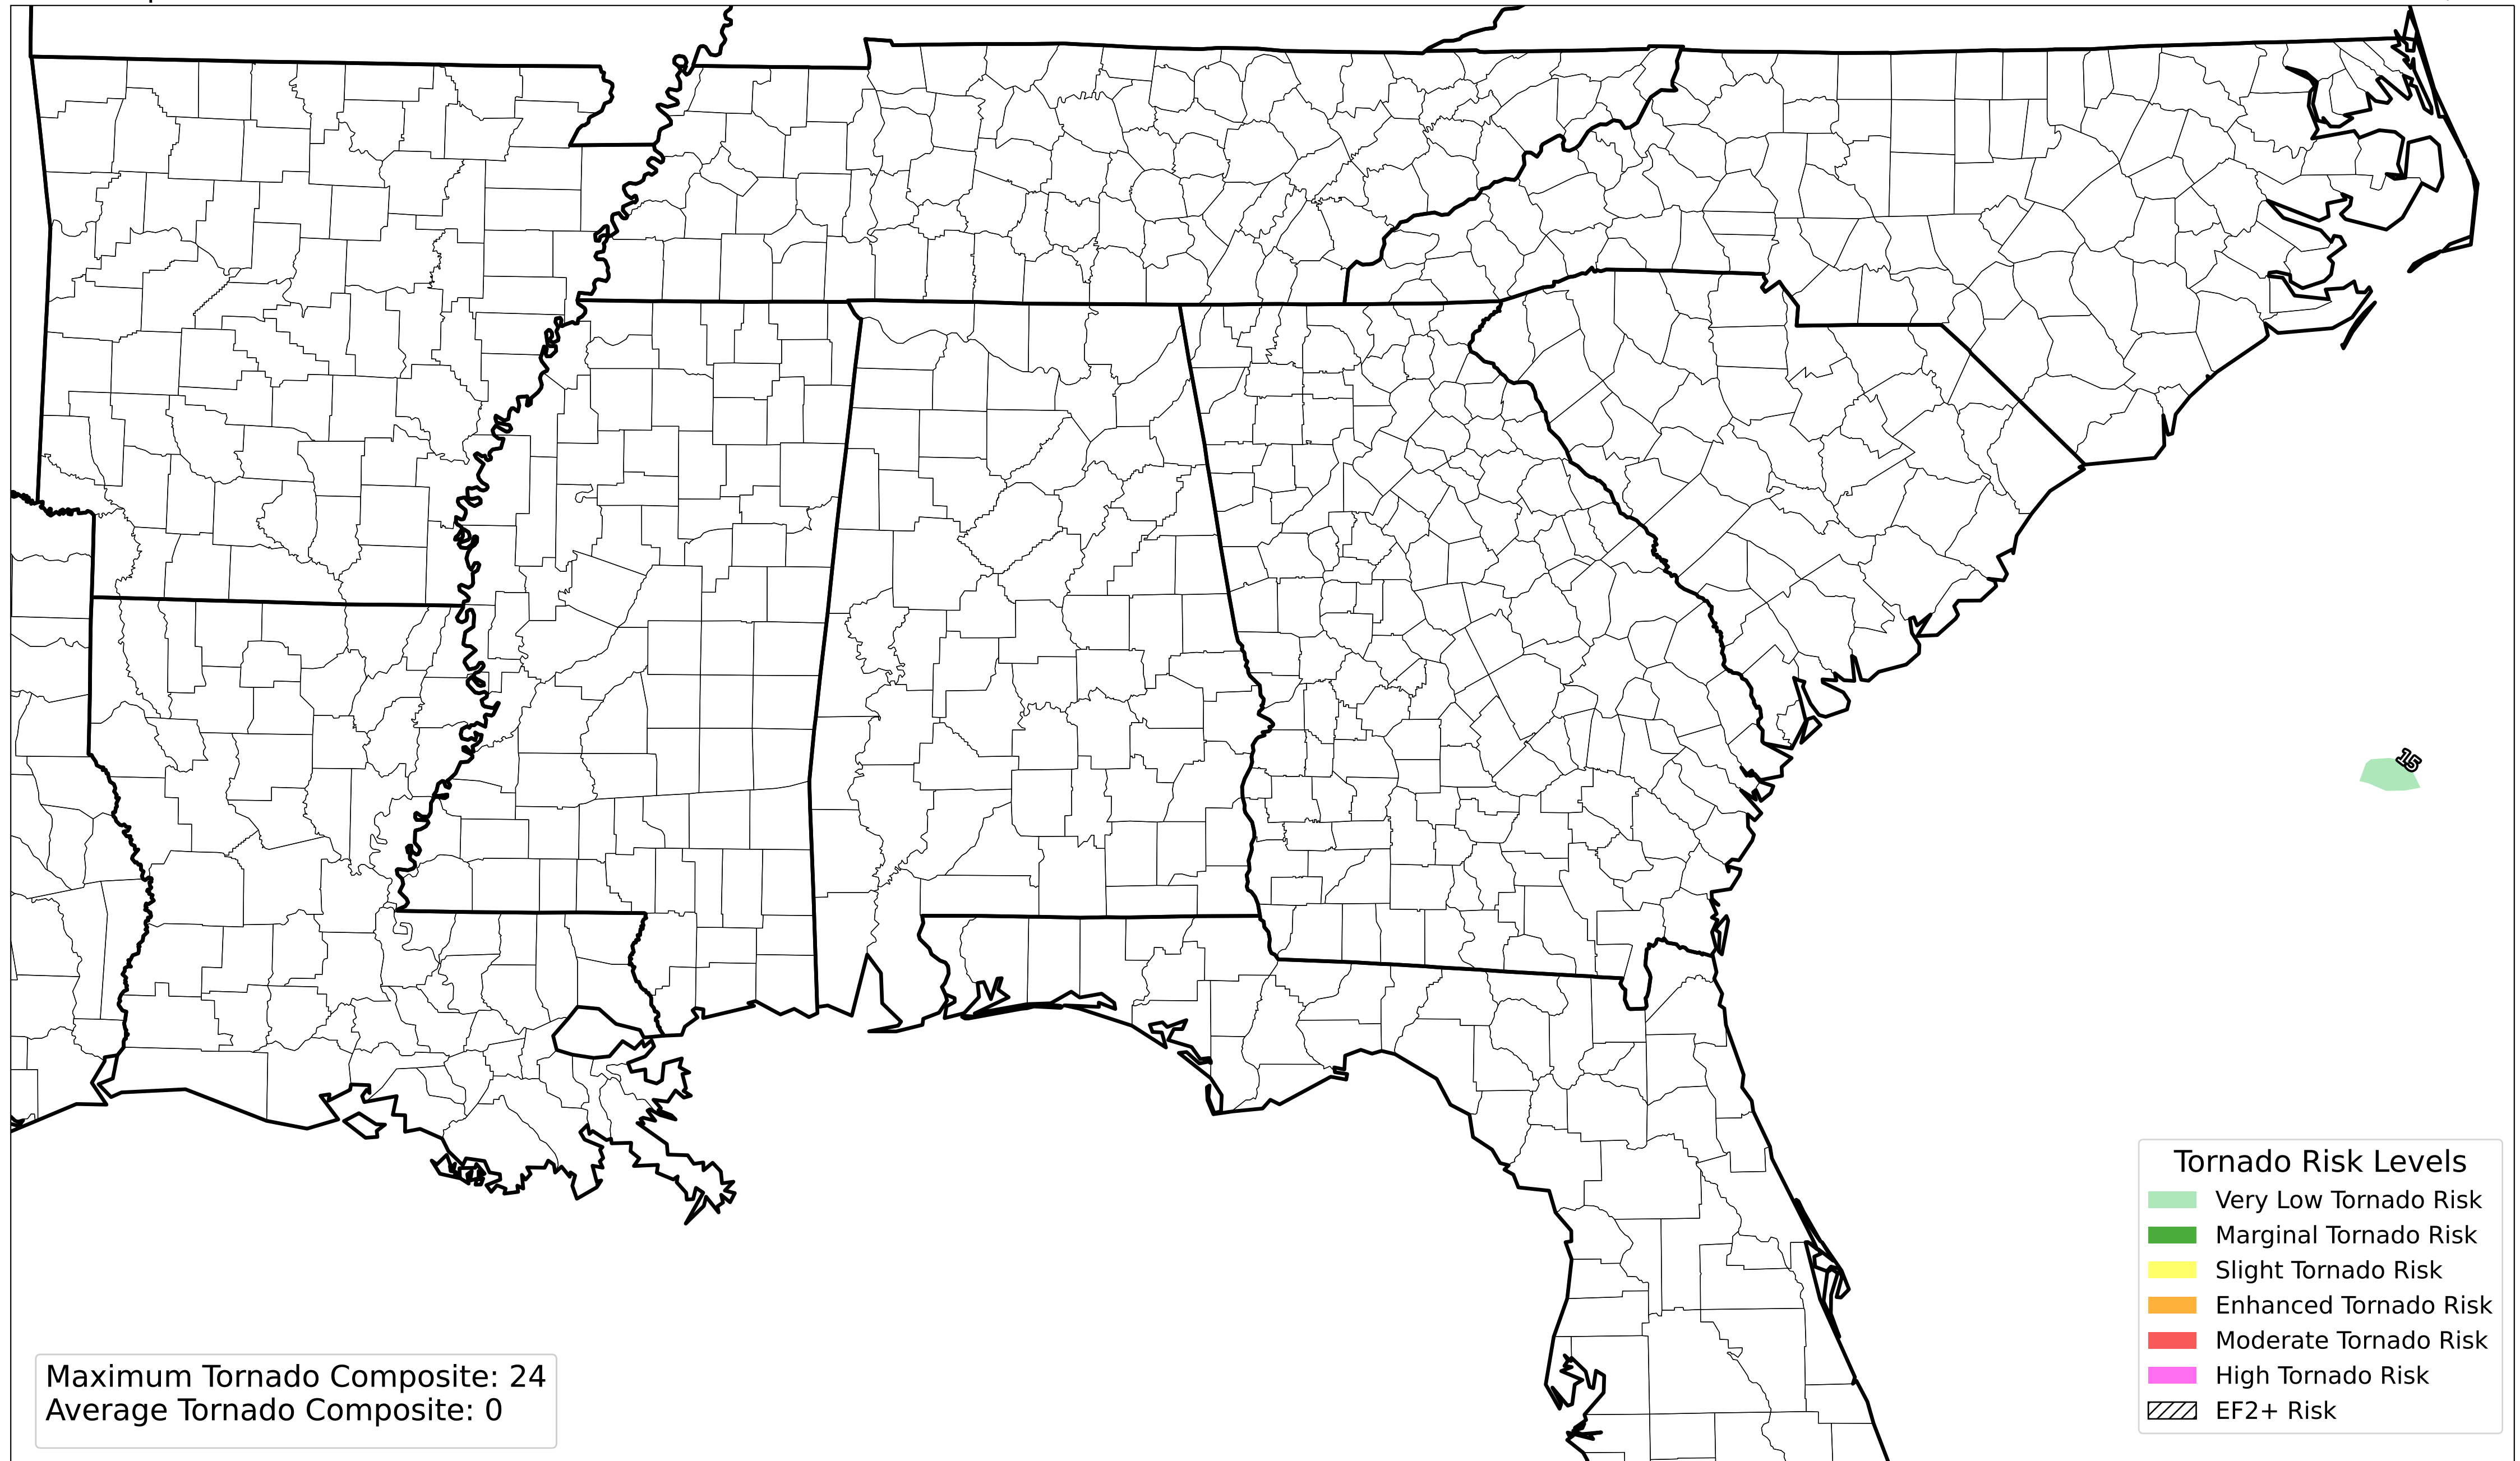 15
Tornado Risk Levels
Very Low Tornado Risk
Marginal Tornado Risk
Slight Tornado Risk
Enhanced Tornado Risk
Moderate Tornado Risk
High Tornado Risk
EF2+ Risk
Maximum Tornado Composite: 24
Average Tornado Composite: 0